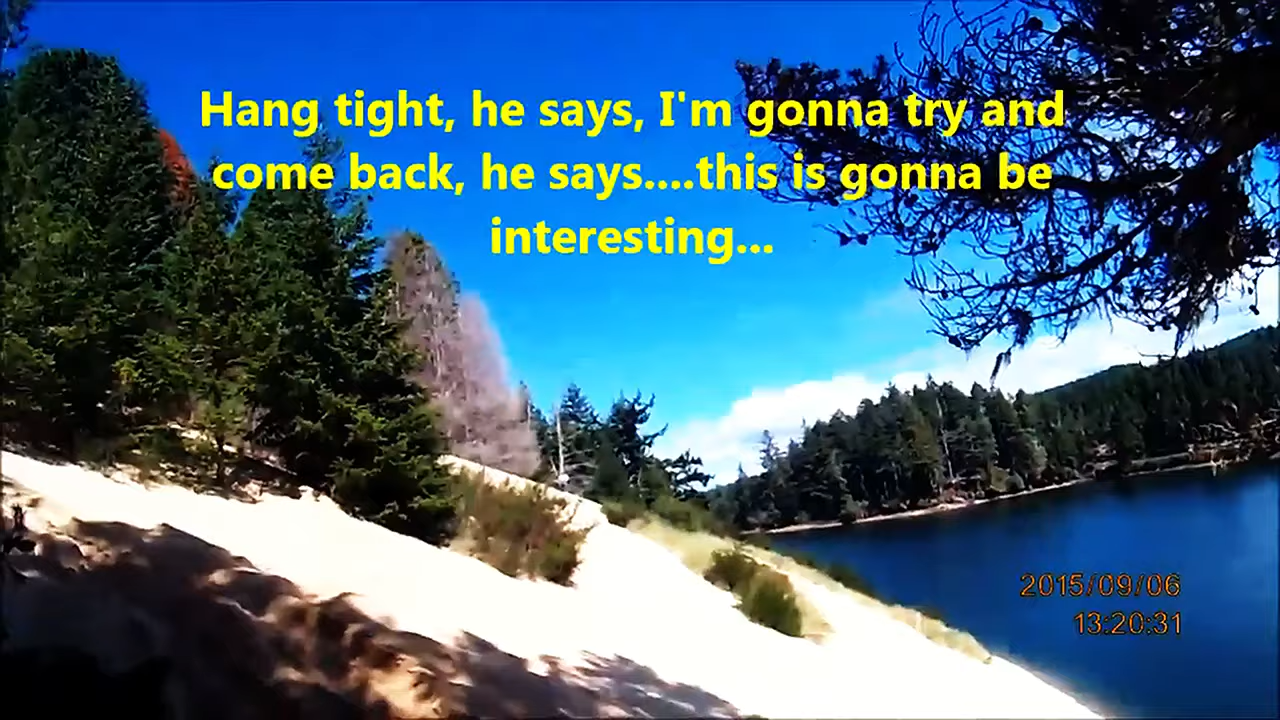 Hang tight, he says, I'm gonna try and
come back, he says....this is gonna be
interesting...
2015/09/06
13:20:31